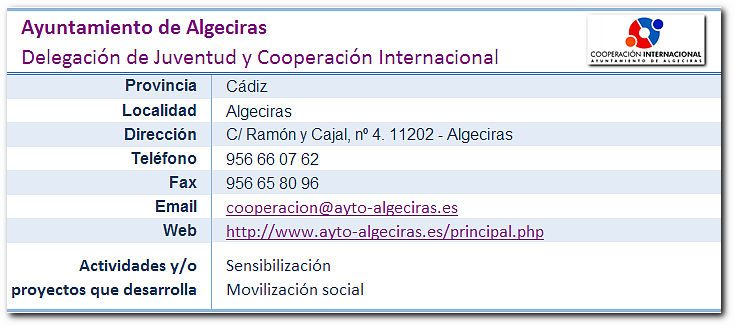 Ayuntamiento de Algeciras
Delegación de Juventud y Cooperación Internacional
COOPERACIÓN INTERNACIONAL
AYUNTAMIENTO DE ALGECIRAS
Provincia Cádiz
Localidad Algeciras
Dirección C/ Ramón y Cajal, nº 4. 11202 - Algeciras
Teléfono 956 66 07 62
Fax 956 65 80 96
Email cooperacion@ayto-algeciras.es
Web http://www.ayto-algeciras.es/principal.php
Actividades y/o Sensibilización
proyectos que desarrolla Movilización social